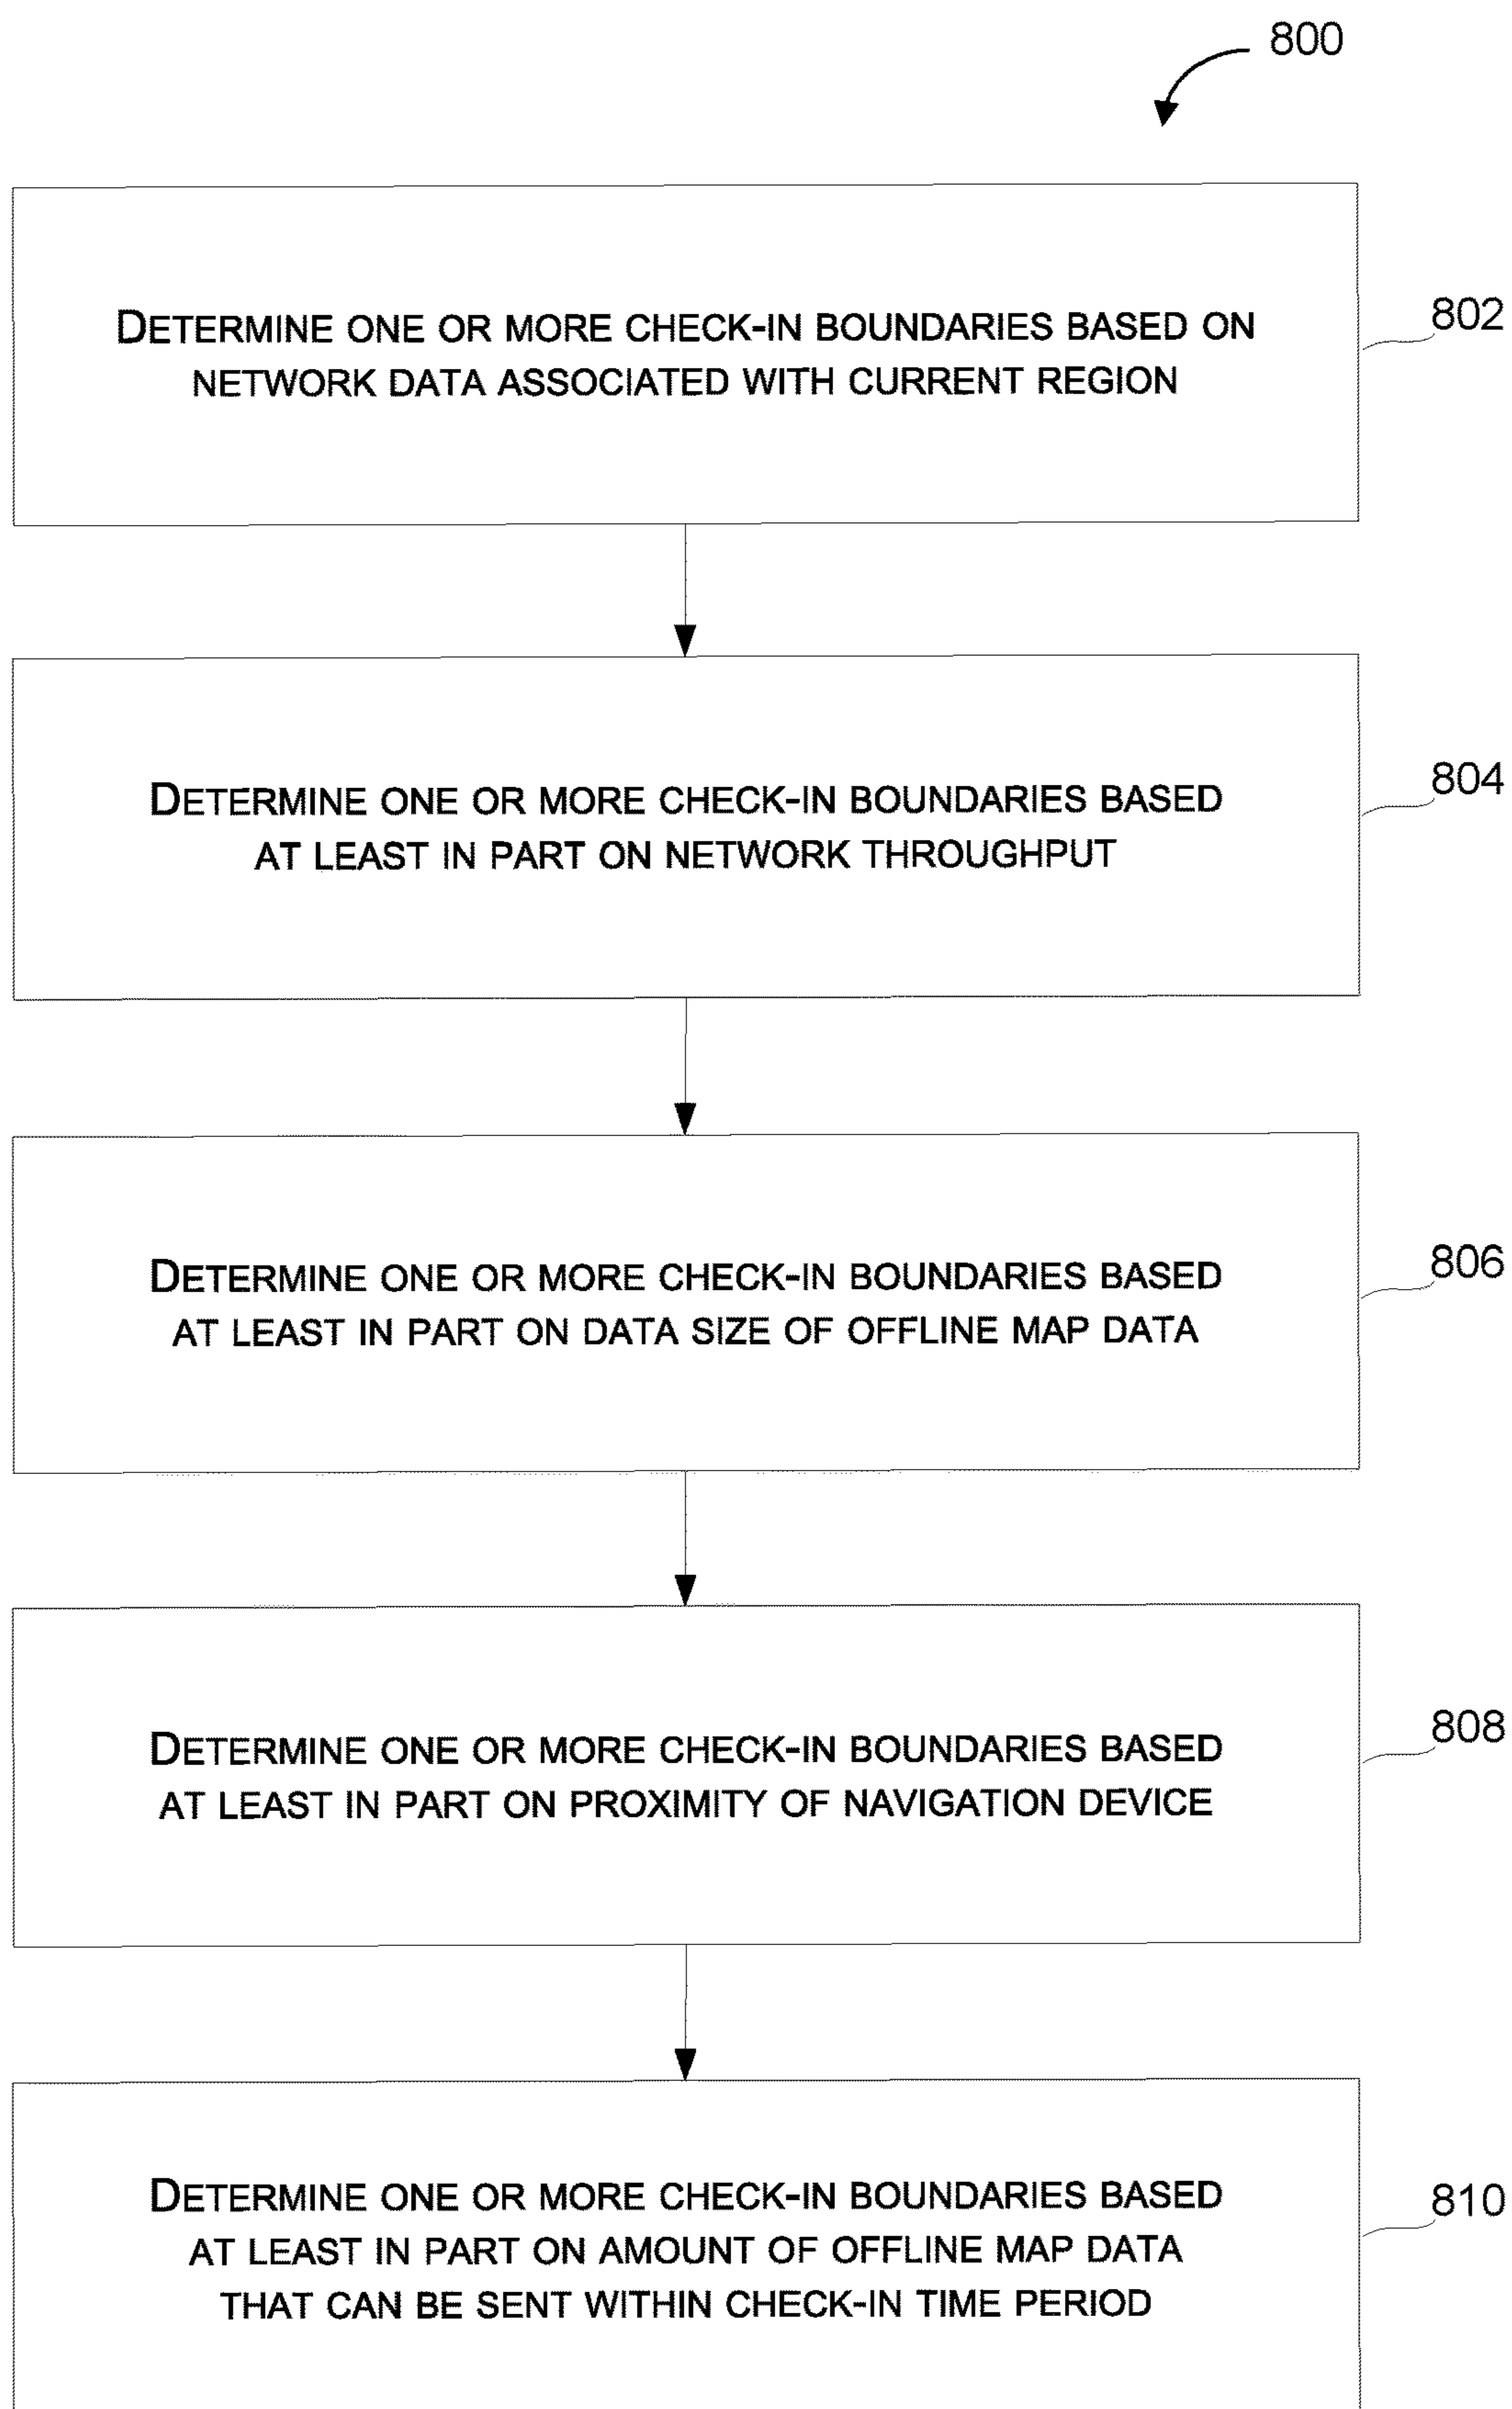 800
DETERMINE ONE OR MORE CHECK-IN BOUNDARIES BASED ON
NETWORK DATA ASSOCIATED WITH CURRENT REGION
802
DETERMINE ONE OR MORE CHECK-IN BOUNDARIES BASED
AT LEAST IN PART ON NETWORK THROUGHPUT
804
DETERMINE ONE OR MORE CHECK-IN BOUNDARIES BASED
AT LEAST IN PART ON DATA SIZE OF OFFLINE MAP DATA
806
DETERMINE ONE OR MORE CHECK-IN BOUNDARIES BASED
AT LEAST IN PART ON PROXIMITY OF NAVIGATION DEVICE
808
DETERMINE ONE OR MORE CHECK-IN BOUNDARIES BASED
AT LEAST IN PART ON AMOUNT OF OFFLINE MAP DATA
THAT CAN BE SENT WITHIN CHECK-IN TIME PERIOD
810